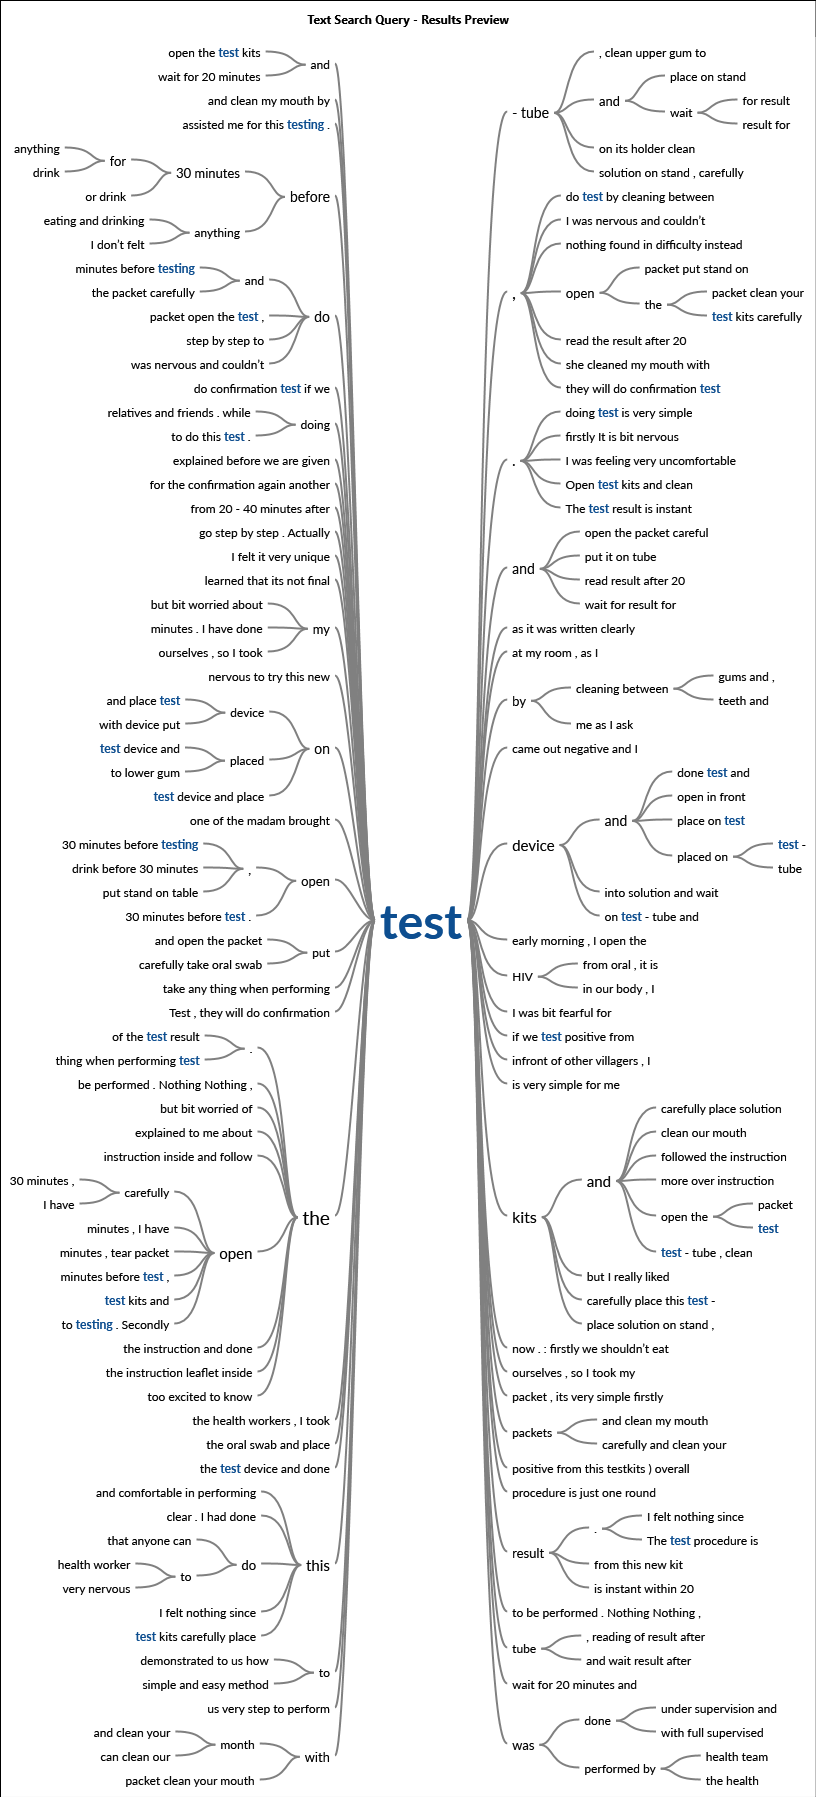 Text Search Query - Results Preview
open the test kits
wait for 20 minutes
and
and clean my mouth by
assisted me for this testing .
anything
drink
for
or drink
30 minutes
eating and drinking
I don't felt
anything
before
minutes before testing
the packet carefully
and
packet open the test ,
step by step to
was nervous and couldn't
do
do confirmation test if we
relatives and friends . while
to do this test .
doing
explained before we are given
for the confirmation again another
from 20 - 40 minutes after
go step by step . Actually
I felt it very unique
learned that its not final
but bit worried about
minutes . I have done
ourselves , so I took
my
nervous to try this new
and place test
with device put
device
test device and
to lower gum
placed
test device and place
on
one of the madam brought
30 minutes before testing
drink before 30 minutes
put stand on table
,
30 minutes before test .
open
and open the packet
carefully take oral swab
put
take any thing when performing
Test , they will do confirmation
of the test result
thing when performing test
.
be performed . Nothing Nothing ,
but bit worried of
explained to me about
instruction inside and follow
30 minutes ,
I have
carefully
minutes , I have
minutes , tear packet
minutes before test ,
test kits and
to testing . Secondly
open
the instruction and done
the instruction leaflet inside
too excited to know
the
the health workers , I took
the oral swab and place
the test device and done
and comfortable in performing
clear . I had done
that anyone can
health worker
very nervous
to
do
I felt nothing since
test kits carefully place
this
demonstrated to us how
simple and easy method
to
us very step to perform
and clean your
can clean our
month
packet clean your mouth
with
test
- tube
, clean upper gum to
and
place on stand
wait
for result
result for
on its holder clean
solution on stand , carefully
,
do test by cleaning between
I was nervous and couldn't
nothing found in difficulty instead
open
packet put stand on
the
packet clean your
test kits carefully
read the result after 20
she cleaned my mouth with
they will do confirmation test
.
doing test is very simple
firstly It is bit nervous
I was feeling very uncomfortable
Open test kits and clean
The test result is instant
and
open the packet careful
put it on tube
read result after 20
wait for result for
as it was written clearly
at my room , as I
by
cleaning between
gums and ,
teeth and
me as I ask
came out negative and I
device
and
done test and
open in front
place on test
placed on
test -
tube
into solution and wait
on test - tube and
early morning , I open the
HIV
from oral , it is
in our body , I
I was bit fearful for
if we test positive from
infront of other villagers , I
is very simple for me
kits
and
carefully place solution
clean our mouth
followed the instruction
more over instruction
open the
packet
test
test - tube , clean
but I really liked
carefully place this test -
place solution on stand ,
now . : firstly we shouldn't eat
ourselves , so I took my
packet , its very simple firstly
packets
and clean my mouth
carefully and clean your
positive from this testkits ) overall
procedure is just one round
result
.
I felt nothing since
The test procedure is
from this new kit
is instant within 20
to be performed . Nothing Nothing ,
tube
, reading of result after
and wait result after
wait for 20 minutes and
was
done
under supervision and
with full supervised
performed by
health team
the health